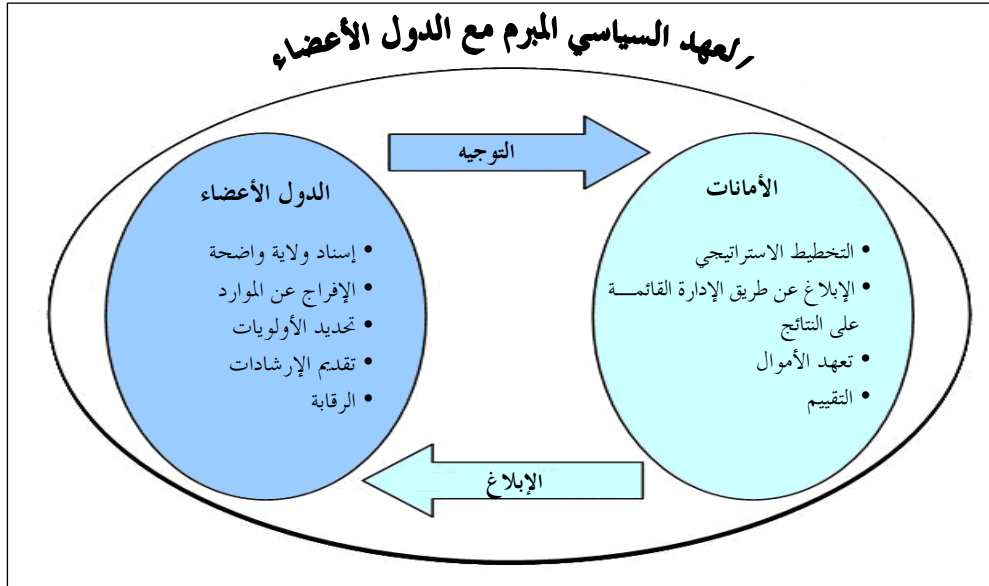 العهد السياسي المبرم مع الدول الأعضاء
التوجيه
الأمانات
• التخطيط الاستراتيجي
• الإبلاغ عن طريق الإدارة القائمــــة
على النتائج
• تعهد الأموال
• التقييم
الدول الأعضاء
• إسناد ولاية واضحة
• الإفراج عن الموارد
• تحديد الأولويات
• تقديم الإرشادات
• الرقابة
الإبلاغ